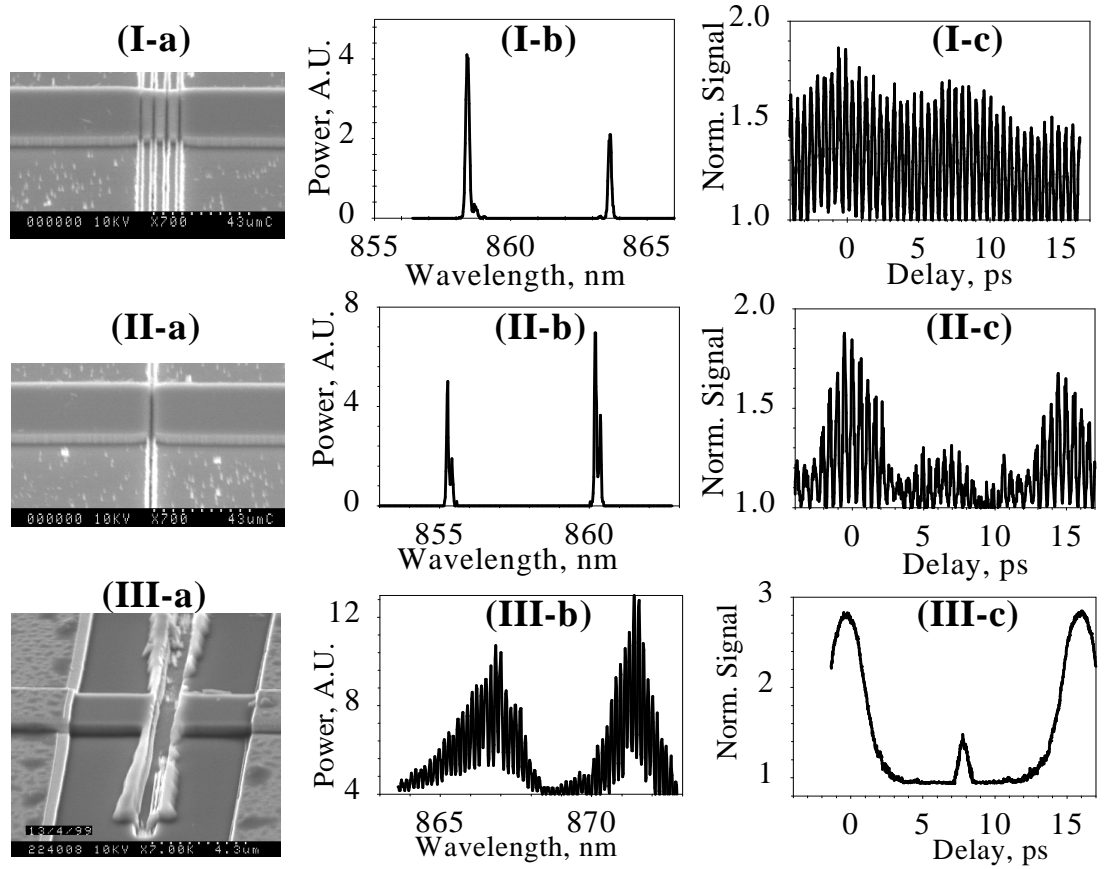 (I-a)
000000 10KV X700 43umC
(I-b)
Power, A.U.
4
2
0
855 860 865
Wavelength, nm
(I-c)
Norm. Signal
2.0
1.5
1.0
0 5 10 15
Delay, ps
(II-a)
000000 10KV X700 43umC
(II-b)
Power, A.U.
8
4
0
855 860
Wavelength, nm
(II-c)
Norm. Signal
2.0
1.5
1.0
0 5 10 15
Delay, ps
(III-a)
13/4/99
224008 10KV X7.00K 4.3um
(III-b)
Power, A.U.
12
8
4
865 870
Wavelength, nm
(III-c)
Norm. Signal
3
2
1
0 5 10 15
Delay, ps